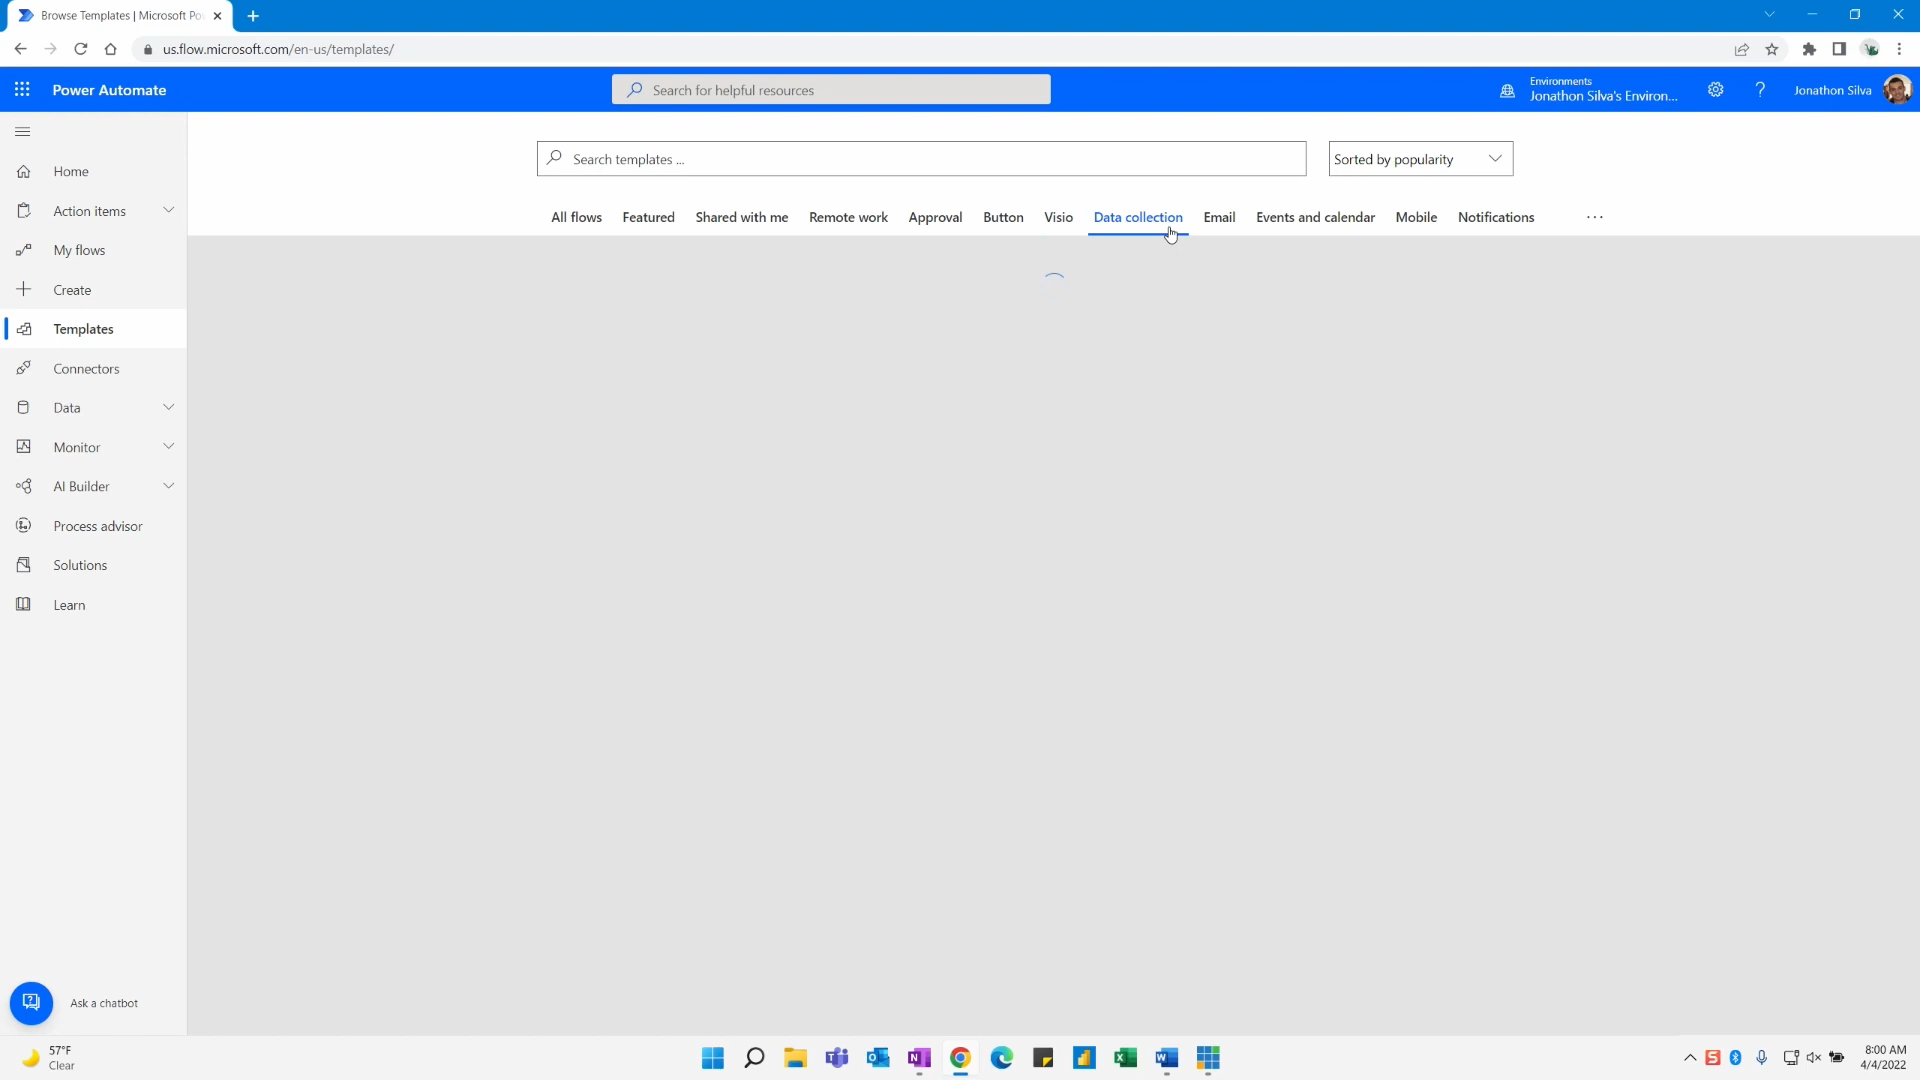 Browse Templates | Microsoft Po
us.flow.microsoft.com/en-us/templates/
Power Automate
Search for helpful resources
Environments
Jonathon Silva's Environ...
?
Jonathon Silva
Search templates ...
Sorted by popularity
All flows Featured Shared with me Remote work Approval Button Visio Data collection Email Events and calendar Mobile Notifications ...
Home
Action items
My flows
Create
Templates
Connectors
Data
Monitor
AI Builder
Process advisor
Solutions
Learn
Ask a chatbot
57°F
Clear
8:00 AM
4/4/2022